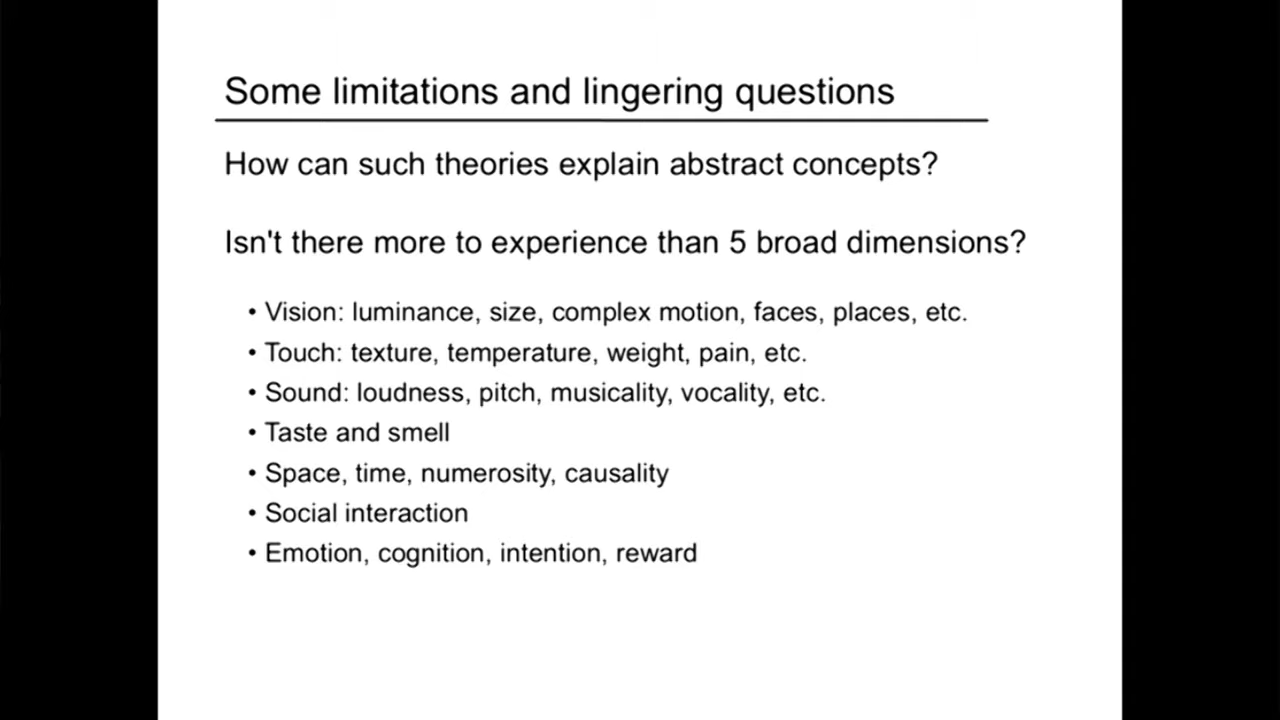 Some limitations and lingering questions
How can such theories explain abstract concepts?
Isn't there more to experience than 5 broad dimensions?
• Vision: luminance, size, complex motion, faces, places, etc.
• Touch: texture, temperature, weight, pain, etc.
• Sound: loudness, pitch, musicality, vocality, etc.
• Taste and smell
• Space, time, numerosity, causality
• Social interaction
• Emotion, cognition, intention, reward